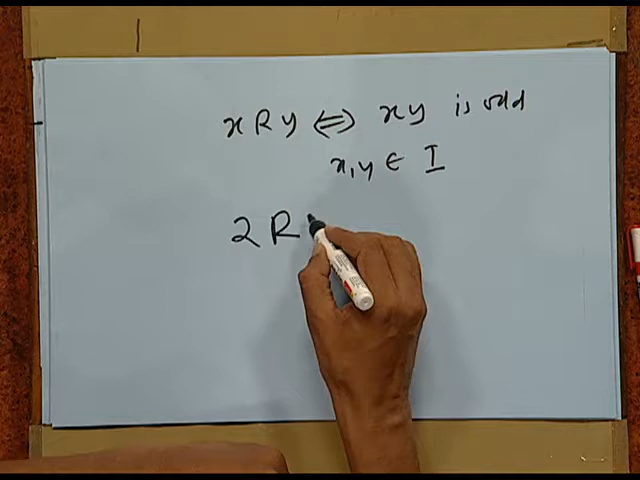 x R y ⇔ xy is odd
x, y ∈ I
2 R